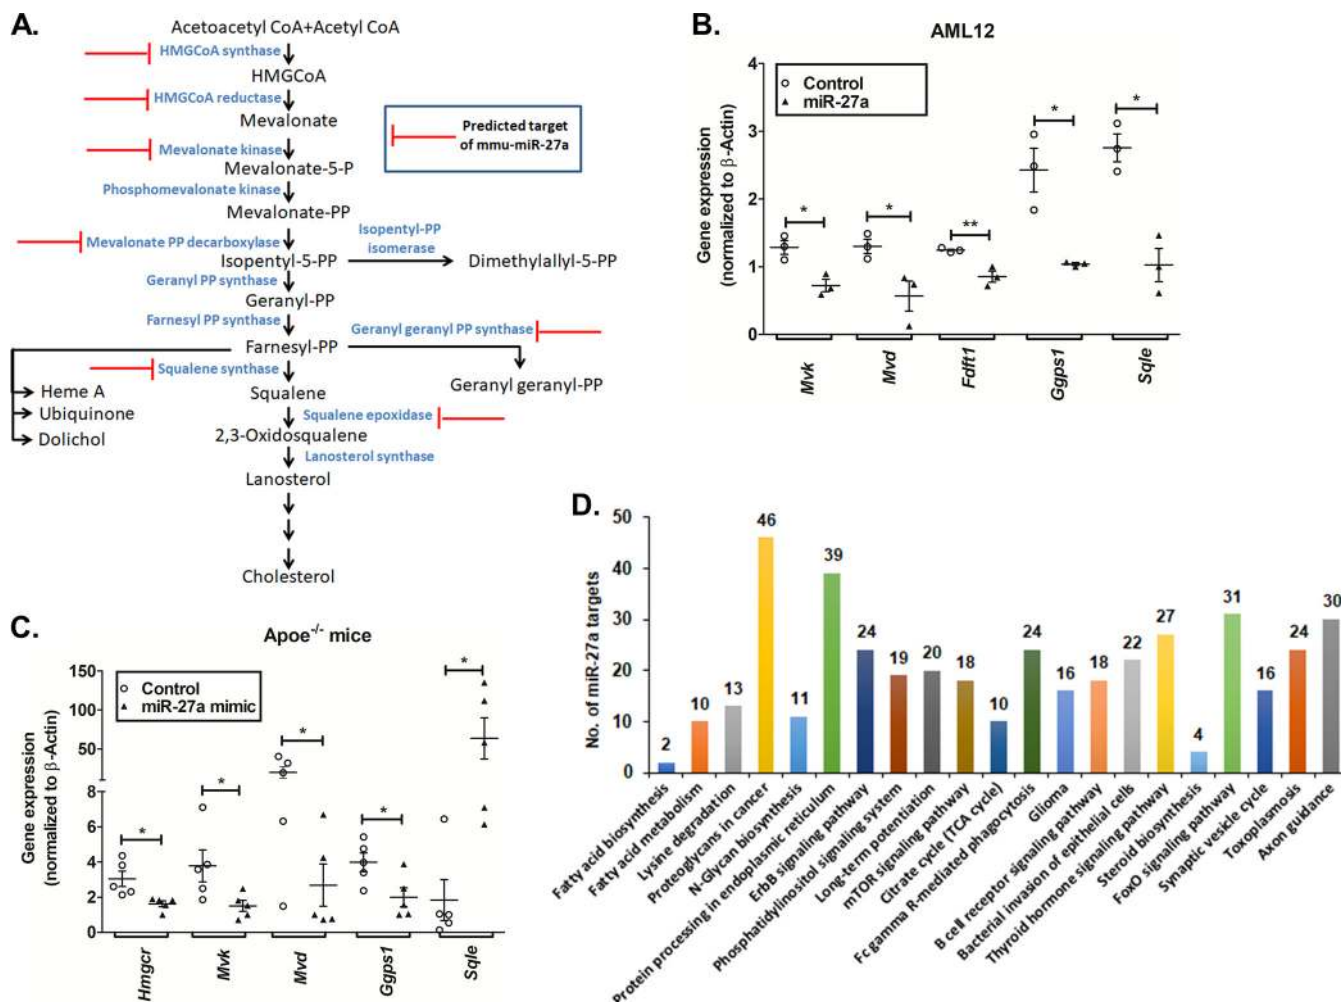 A.
Acetoacetyl CoA+Acetyl CoA
HMGCoA synthase
HMGCoA
HMGCoA reductase
Mevalonate
Mevalonate kinase
Mevalonate-5-P
Phosphomevalonate kinase
Mevalonate-PP
Mevalonate PP decarboxylase
Isopentyl-PP
isomerase
Isopentyl-5-PP
Dimethylallyl-5-PP
Geranyl PP synthase
Geranyl-PP
Farnesyl PP synthase
Geranyl geranyl PP synthase
Farnesyl-PP
Squalene synthase
Geranyl geranyl-PP
Heme A
Ubiquinone
Dolichol
Squalene
Squalene epoxidase
2,3-Oxidosqualene
Lanosterol synthase
Lanosterol
Cholesterol
Predicted target
of mmu-miR-27a
B.
AML12
Control
miR-27a
Gene expression
(normalized to β-Actin)
4
3
2
1
0
*
*
**
*
*
Mvk
Mvd
Fdft1
Ggps1
Sqle
C.
Apoe-/- mice
Control
miR-27a mimic
Gene expression
(normalized to β-Actin)
150
100
50
8
6
4
2
0
*
*
*
*
*
Hmgcr
Mvk
Mvd
Ggps1
Sqle
D.
No. of miR-27a targets
50
40
30
20
10
0
2
10
13
46
11
39
24
19
20
18
10
24
16
18
22
27
4
31
16
24
30
Fatty acid biosynthesis
Fatty acid metabolism
Lysine degradation
Proteoglycans in cancer
N-Glycan biosynthesis
Protein processing in endoplasmic reticulum
ErbB signaling pathway
Phosphatidylinositol signaling system
Long-term potentiation
mTOR signaling pathway
Citrate cycle (TCA cycle)
Fc gamma R-mediated phagocytosis
Glioma
B cell receptor signaling pathway
Bacterial invasion of epithelial cells
Thyroid hormone signaling pathway
Steroid biosynthesis
FoxO signaling pathway
Synaptic vesicle cycle
Toxoplasmosis
Axon guidance